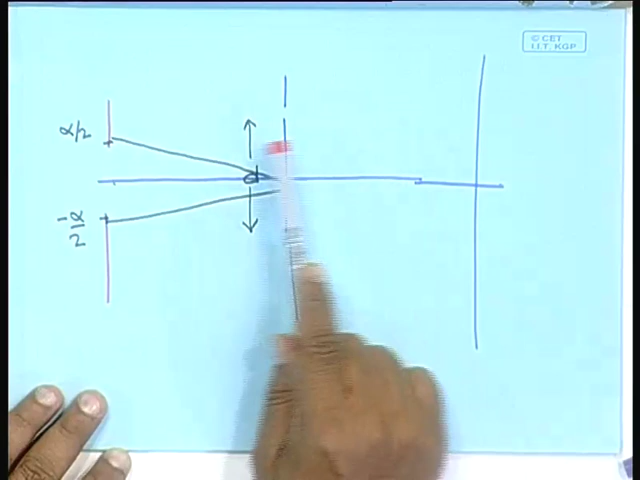 © CET
I.I.T. KGP
α/2
d
-α/2